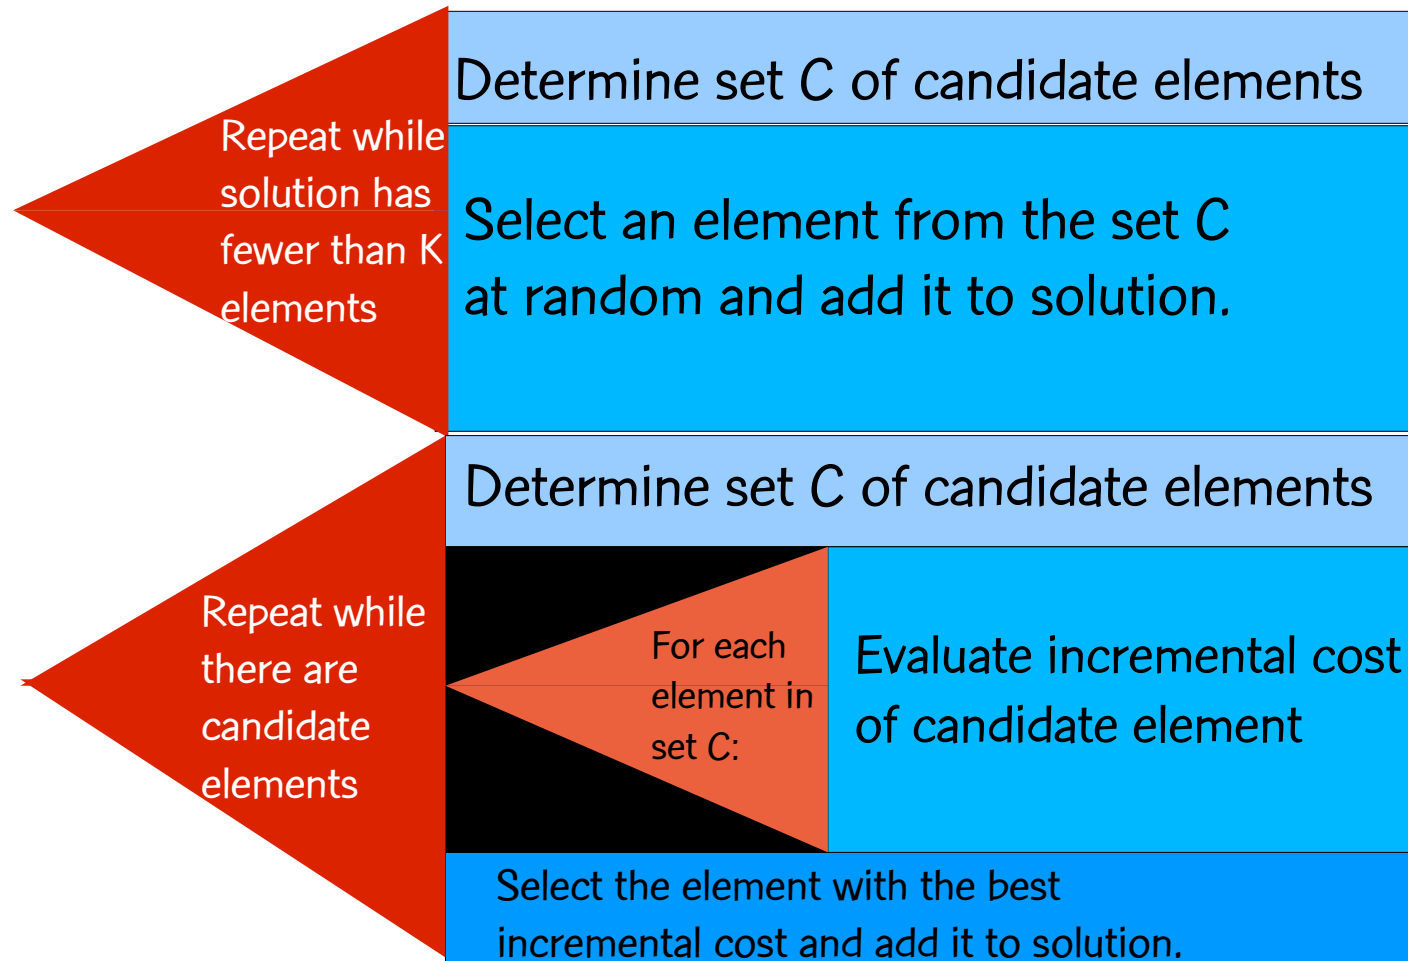 Determine set C of candidate elements
Repeat while
solution has
fewer than K
elements
Select an element from the set C
at random and add it to solution.
Determine set C of candidate elements
Repeat while
there are
candidate
elements
For each
element in
set C:
Evaluate incremental cost
of candidate element
Select the element with the best
incremental cost and add it to solution.